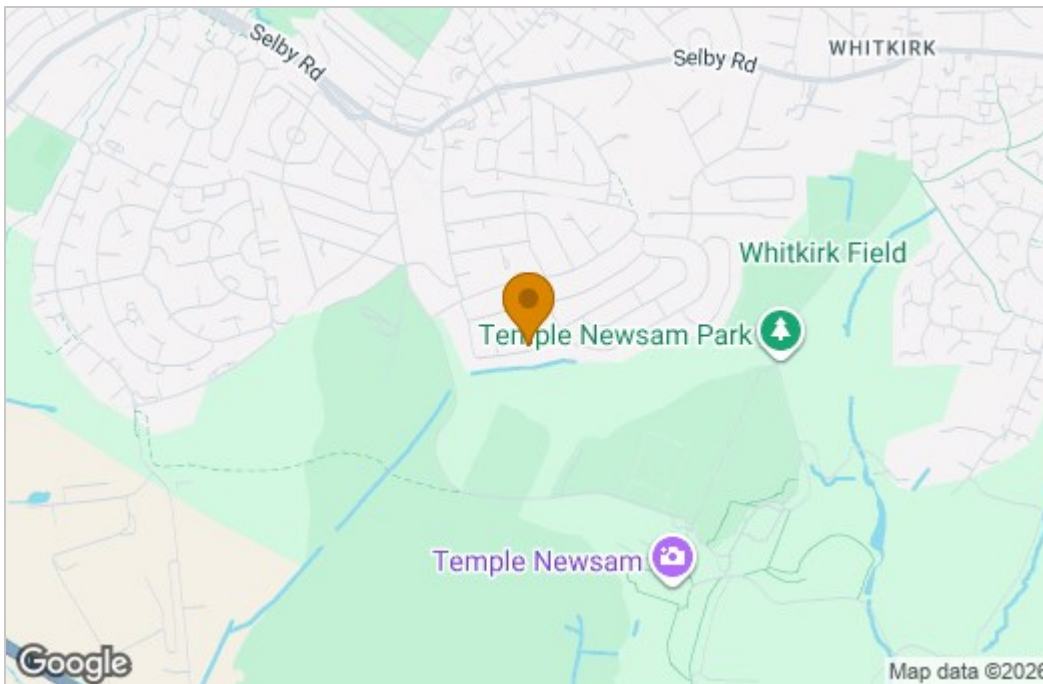 Selby Rd
Selby Rd
WHITKIRK
Whitkirk Field
Temple Newsam Park
Temple Newsam
Google
Map data ©2026